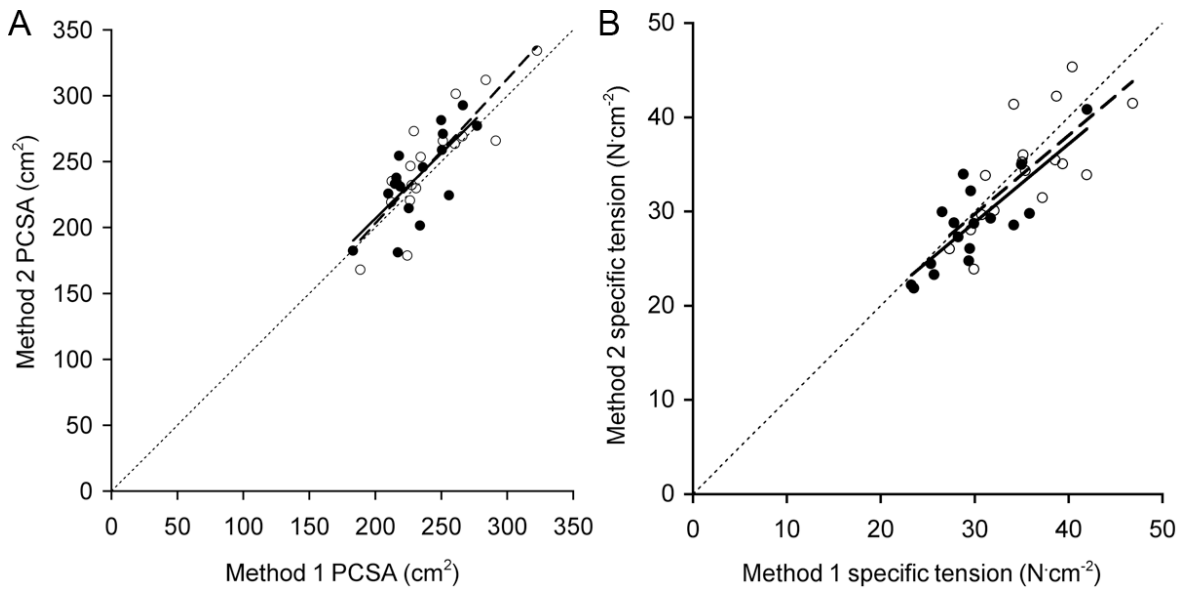 A
350
300
250
200
150
100
50
0
0 50 100 150 200 250 300 350
Method 2 PCSA (cm²)
Method 1 PCSA (cm²)
B
50
40
30
20
10
0
0 10 20 30 40 50
Method 2 specific tension (N·cm⁻²)
Method 1 specific tension (N·cm⁻²)